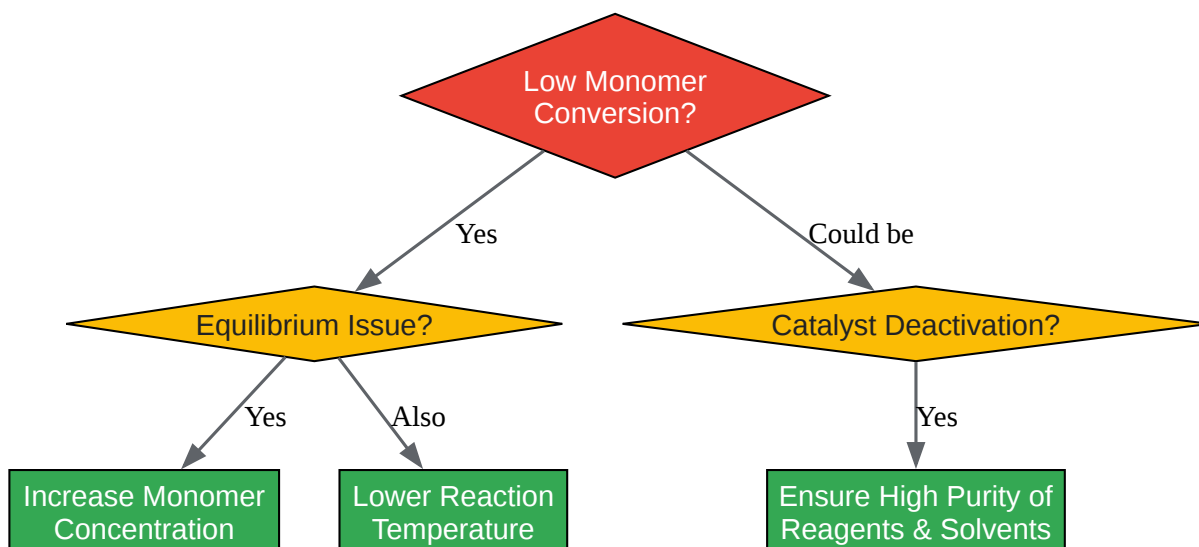 Low Monomer
Conversion?
Yes
Could be
Equilibrium Issue?
Catalyst Deactivation?
Yes
Also
Yes
Increase Monomer
Concentration
Lower Reaction
Temperature
Ensure High Purity of
Reagents & Solvents